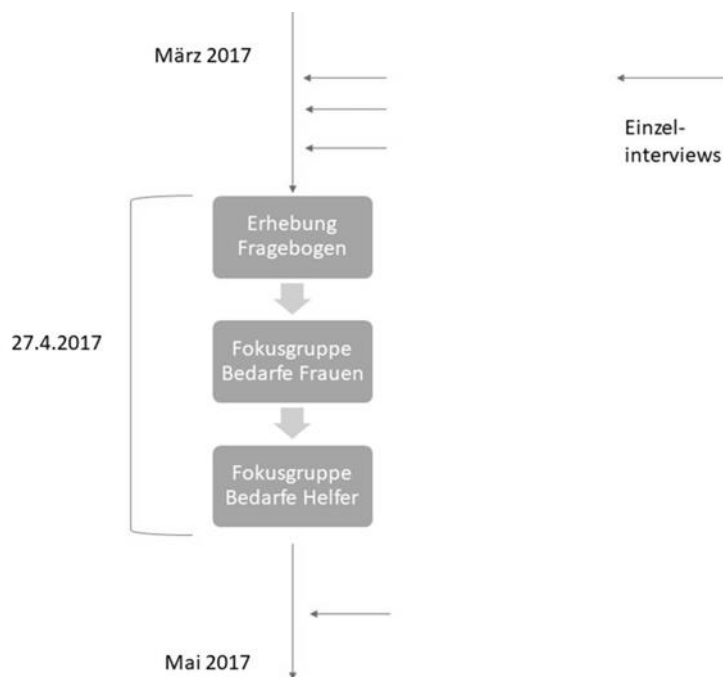 März 2017
Einzel-
interviews
Erhebung
Fragebogen
27.4.2017
Fokusgruppe
Bedarfe Frauen
Fokusgruppe
Bedarfe Helfer
Mai 2017